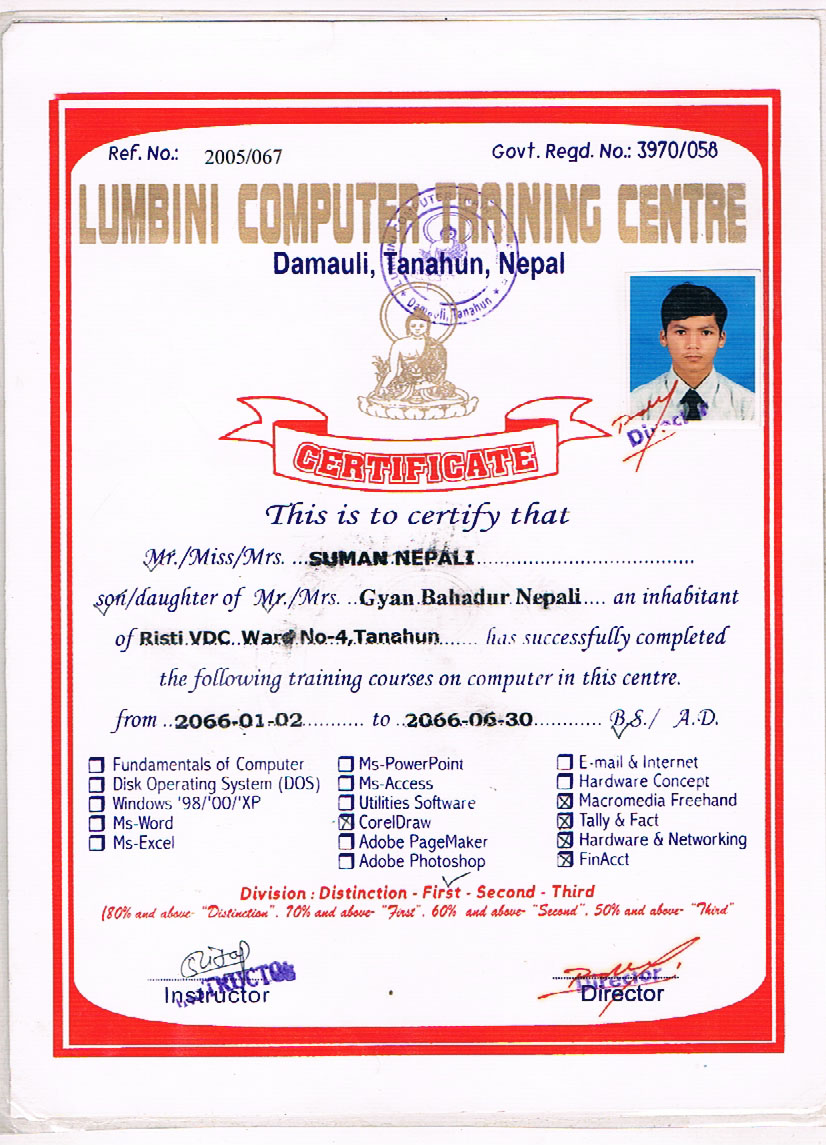 Ref. No.: 2005/067
Govt. Regd. No.: 3970/058
LUMBINI COMPUTER TRAINING CENTRE
Damauli, Tanahun, Nepal
Damauli, Tanahun
Director
CERTIFICATE
This is to certify that
Mr./Miss/Mrs. ...SUMAN NEPALI........................................
son/daughter of Mr./Mrs. ..Gyan Bahadur Nepali.... an inhabitant
of Risti VDC Ward No-4,Tanahun....... has successfully completed
the following training courses on computer in this centre.
from ..2066-01-02........... to ..2066-06-30............ B.S./ A.D.
☐ Fundamentals of Computer
☐ Disk Operating System (DOS)
☐ Windows '98/'00/'XP
☐ Ms-Word
☐ Ms-Excel
☐ Ms-PowerPoint
☐ Ms-Access
☐ Utilities Software
☒ CorelDraw
☐ Adobe PageMaker
☐ Adobe Photoshop
☐ E-mail & Internet
☐ Hardware Concept
☒ Macromedia Freehand
☒ Tally & Fact
☒ Hardware & Networking
☒ FinAcct
Division : Distinction - First - Second - Third
(80% and above- "Distinction", 70% and above- "First", 60% and above- "Second", 50% and above- "Third"
INSTRUCTOR
Instructor
Director
Director